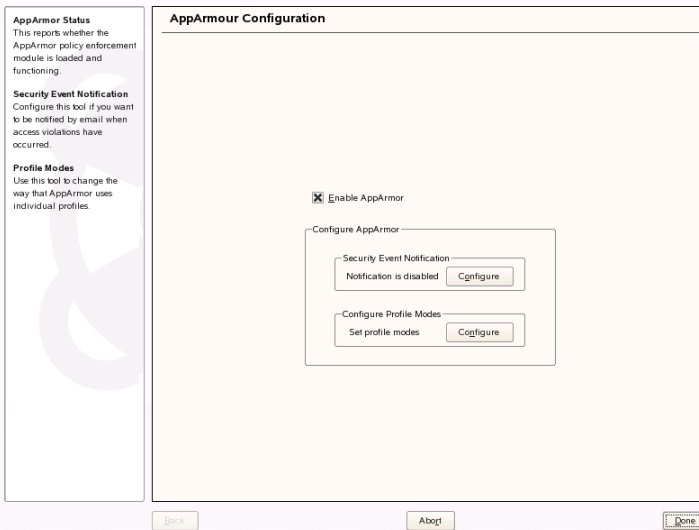 AppArmor Status
This reports whether the
AppArmor policy enforcement
module is loaded and
functioning.
Security Event Notification
Configure this tool if you want
to be notified by email when
access violations have
occurred.
Profile Modes
Use this tool to change the
way that AppArmor uses
individual profiles.
AppArmour Configuration
Enable AppArmor
Configure AppArmor
Security Event Notification
Notification is disabled Configure
Configure Profile Modes
Set profile modes Configure
Back Abort Done